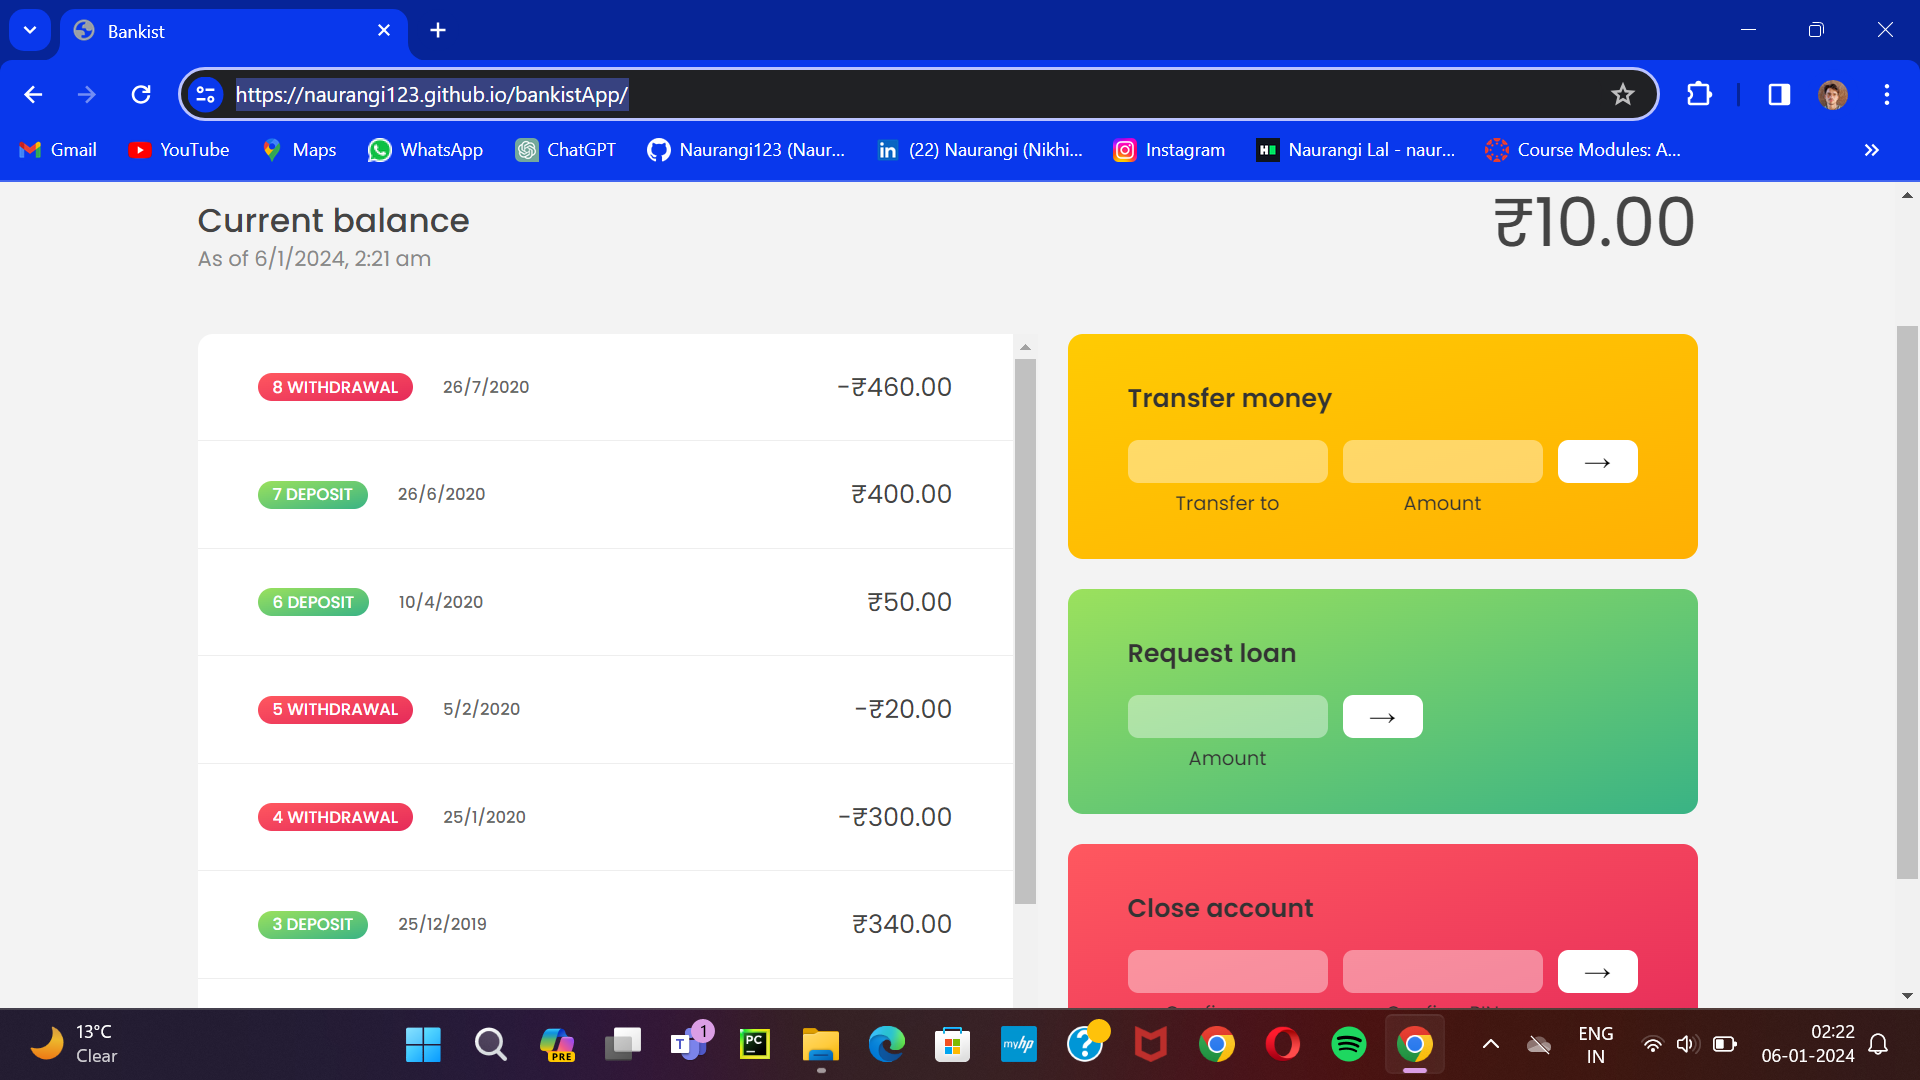 Bankist
https://naurangi123.github.io/bankistApp/
Gmail
YouTube
Maps
WhatsApp
ChatGPT
Naurangi123 (Naur...
(22) Naurangi (Nikhi...
Instagram
Naurangi Lal - naur...
Course Modules: A...
Current balance
As of 6/1/2024, 2:21 am
₹10.00
8 WITHDRAWAL 26/7/2020 -₹460.00
7 DEPOSIT 26/6/2020 ₹400.00
6 DEPOSIT 10/4/2020 ₹50.00
5 WITHDRAWAL 5/2/2020 -₹20.00
4 WITHDRAWAL 25/1/2020 -₹300.00
3 DEPOSIT 25/12/2019 ₹340.00
Transfer money
Transfer to Amount
Request loan
Amount
Close account
13°C
Clear
PRE
1
T
PC
myhp
ENG
IN
02:22
06-01-2024